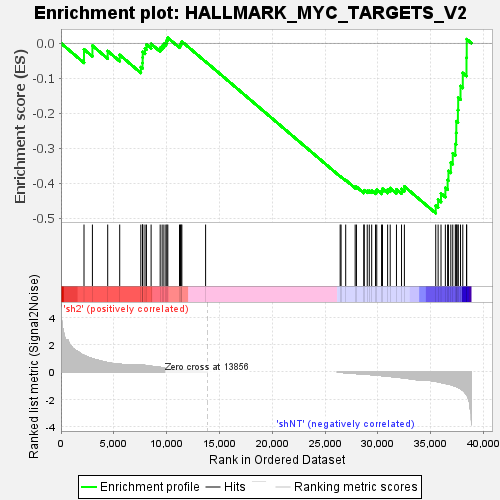 Enrichment plot: HALLMARK_MYC_TARGETS_V2
Enrichment score (ES)
0.0
-0.1
-0.2
-0.3
-0.4
-0.5
'sh2' (positively correlated)
Ranked list metric (Signal2Noise)
4
2
0
-2
-4
Zero cross at 13856
'shNT' (negatively correlated)
0 5,000 10,000 15,000 20,000 25,000 30,000 35,000 40,000
Rank in Ordered Dataset
Enrichment profile Hits Ranking metric scores